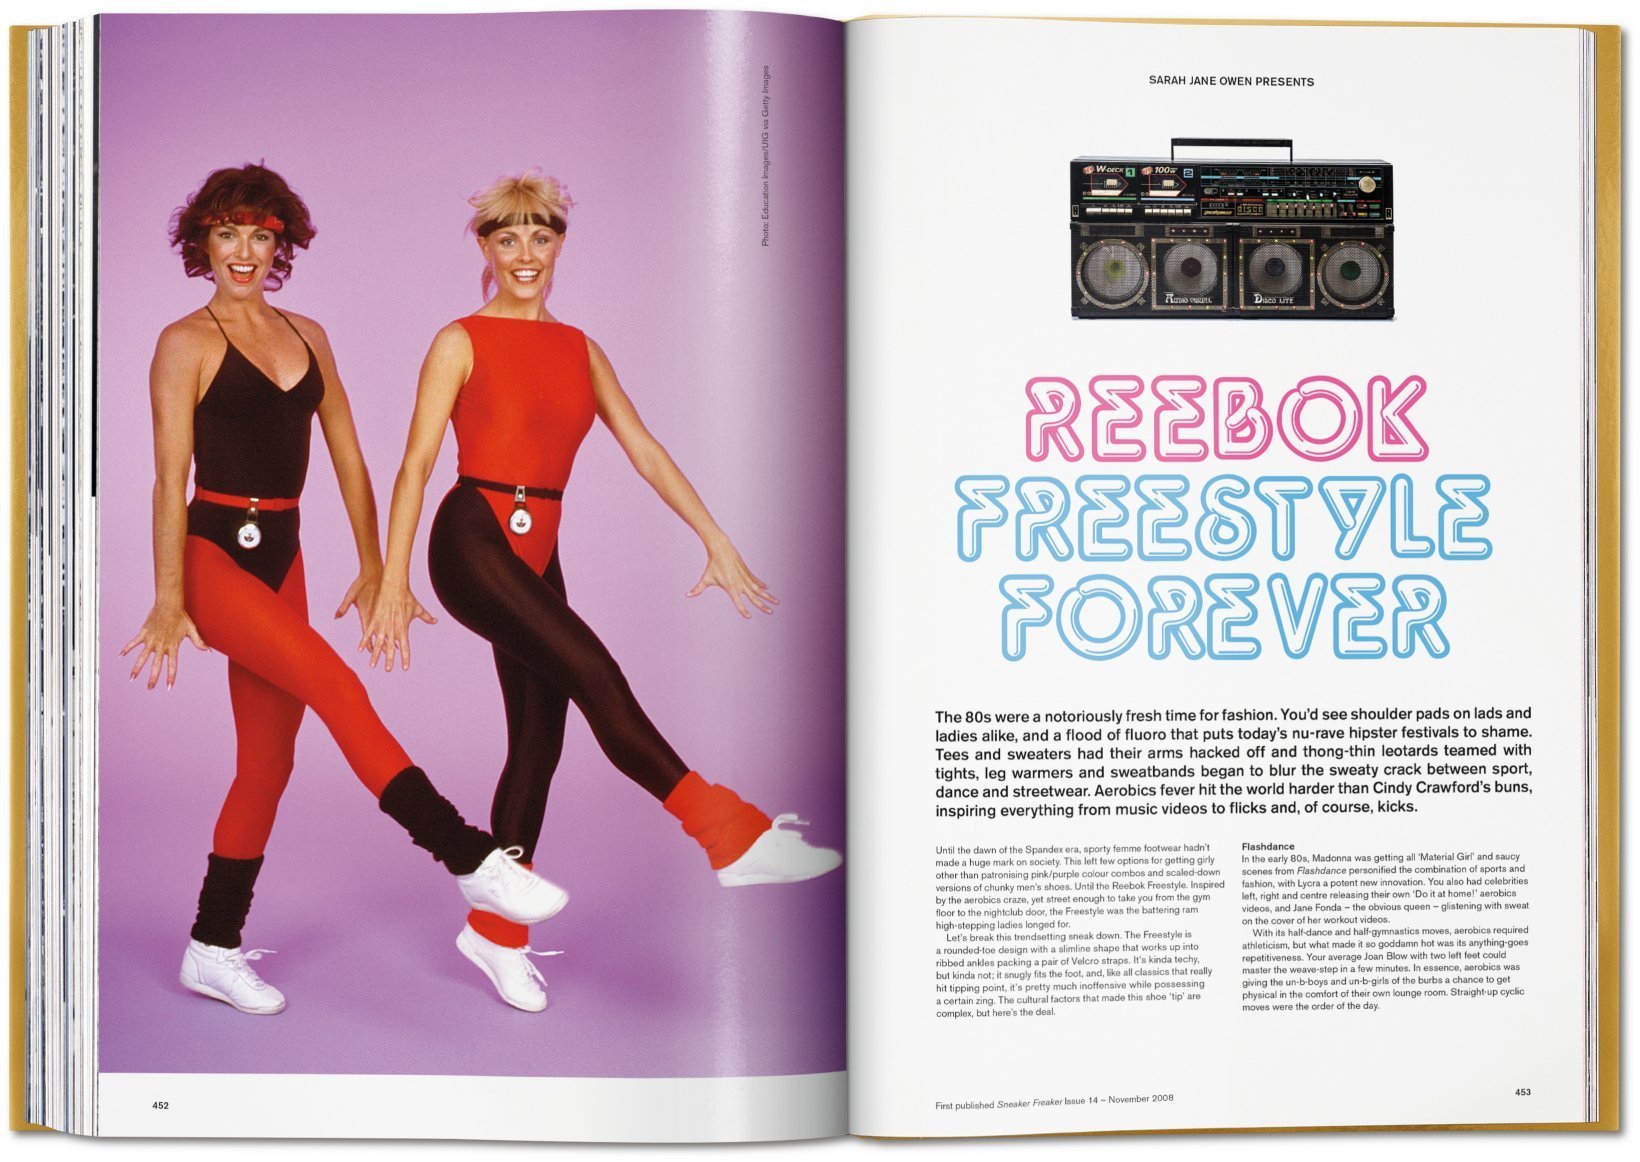 Photo: Education Images/UIG via Getty Images
452
SARAH JANE OWEN PRESENTS
W DECK 1
100W 2
disco
AUDIO VISUAL
DISCO LITE
REEBOK
FREESTYLE
FOREVER
The 80s were a notoriously fresh time for fashion. You'd see shoulder pads on lads and
ladies alike, and a flood of fluoro that puts today's nu-rave hipster festivals to shame.
Tees and sweaters had their arms hacked off and thong-thin leotards teamed with
tights, leg warmers and sweatbands began to blur the sweaty crack between sport,
dance and streetwear. Aerobics fever hit the world harder than Cindy Crawford's buns,
inspiring everything from music videos to flicks and, of course, kicks.
Until the dawn of the Spandex era, sporty femme footwear hadn't
made a huge mark on society. This left few options for getting girly
other than patronising pink/purple colour combos and scaled-down
versions of chunky men's shoes. Until the Reebok Freestyle. Inspired
by the aerobics craze, yet street enough to take you from the gym
floor to the nightclub door, the Freestyle was the battering ram
high-stepping ladies longed for.
Let's break this trendsetting sneak down. The Freestyle is
a rounded-toe design with a slimline shape that works up into
ribbed ankles packing a pair of Velcro straps. It's kinda techy,
but kinda not; it snugly fits the foot, and, like all classics that really
hit tipping point, it's pretty much inoffensive while possessing
a certain zing. The cultural factors that made this shoe 'tip' are
complex, but here's the deal.
Flashdance
In the early 80s, Madonna was getting all 'Material Girl' and saucy
scenes from Flashdance personified the combination of sports and
fashion, with Lycra a potent new innovation. You also had celebrities
left, right and centre releasing their own 'Do it at home!' aerobics
videos, and Jane Fonda – the obvious queen – glistening with sweat
on the cover of her workout videos.
With its half-dance and half-gymnastics moves, aerobics required
athleticism, but what made it so goddamn hot was its anything-goes
repetitiveness. Your average Joan Blow with two left feet could
master the weave-step in a few minutes. In essence, aerobics was
giving the un-b-boys and un-b-girls of the burbs a chance to get
physical in the comfort of their own lounge room. Straight-up cyclic
moves were the order of the day.
First published Sneaker Freaker Issue 14 – November 2008
453